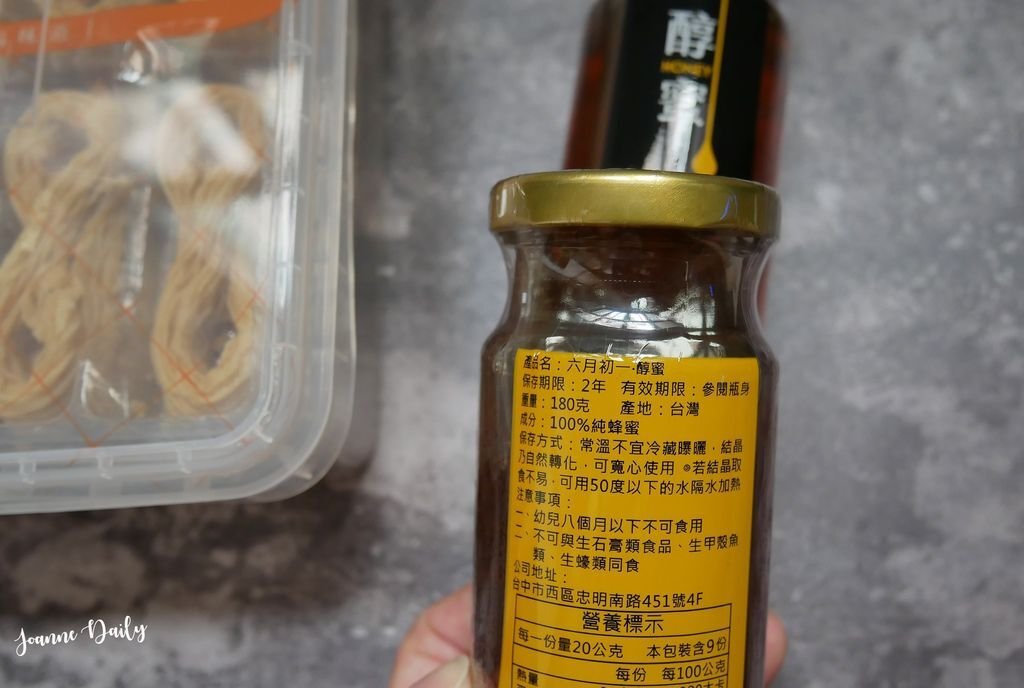 醇
HONEY
蜜
產品名：六月初一.醇蜜
保存期限：2年 有效期限：參閱瓶身
重量：180克 產地：台灣
成分：100%純蜂蜜
保存方式：常溫不宜冷藏曝曬，結晶
乃自然轉化，可寬心使用。若結晶取
食不易，可用50度以下的水隔水加熱
注意事項：
一、幼兒八個月以下不可食用
二、不可與生石膏類食品、生甲殼魚
類、生蠔類同食
公司地址：
台中市西區忠明南路451號4F
營養標示
每一份量20公克 本包裝含9份
每份 每100公克
熱量
Joanne Daily